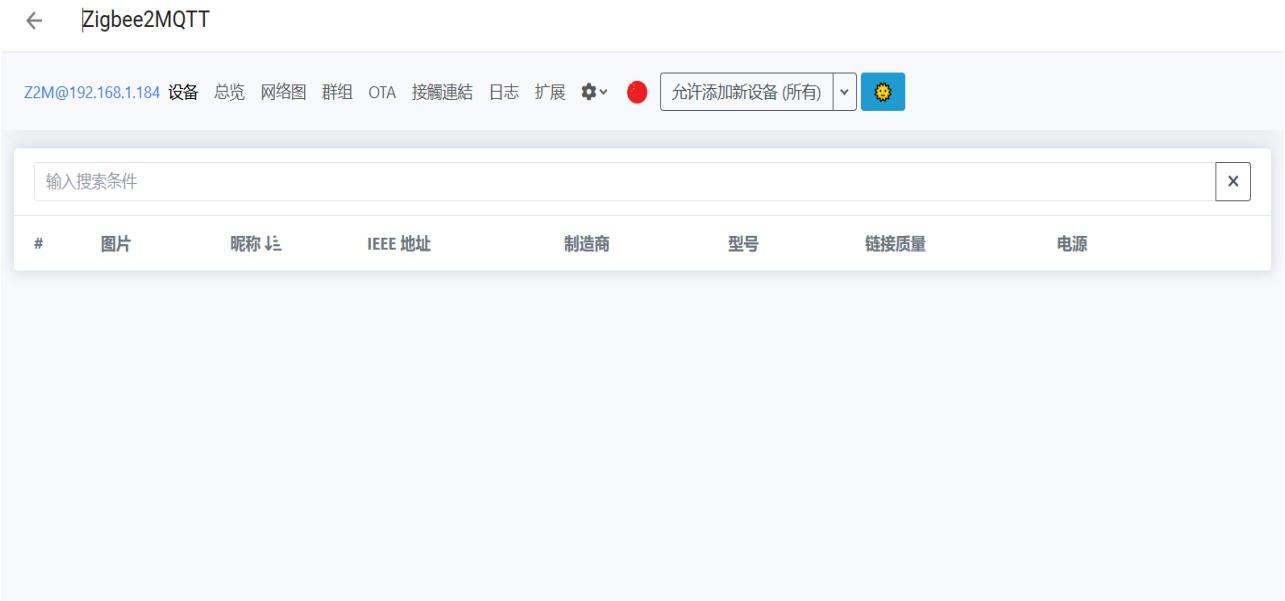 Zigbee2MQTT
Z2M@192.168.1.184 设备 总览 网络图 群组 OTA 接觸連結 日志 扩展 允许添加新设备 (所有)
输入搜索条件
# 图片 昵称 IEEE 地址 制造商 型号 链接质量 电源